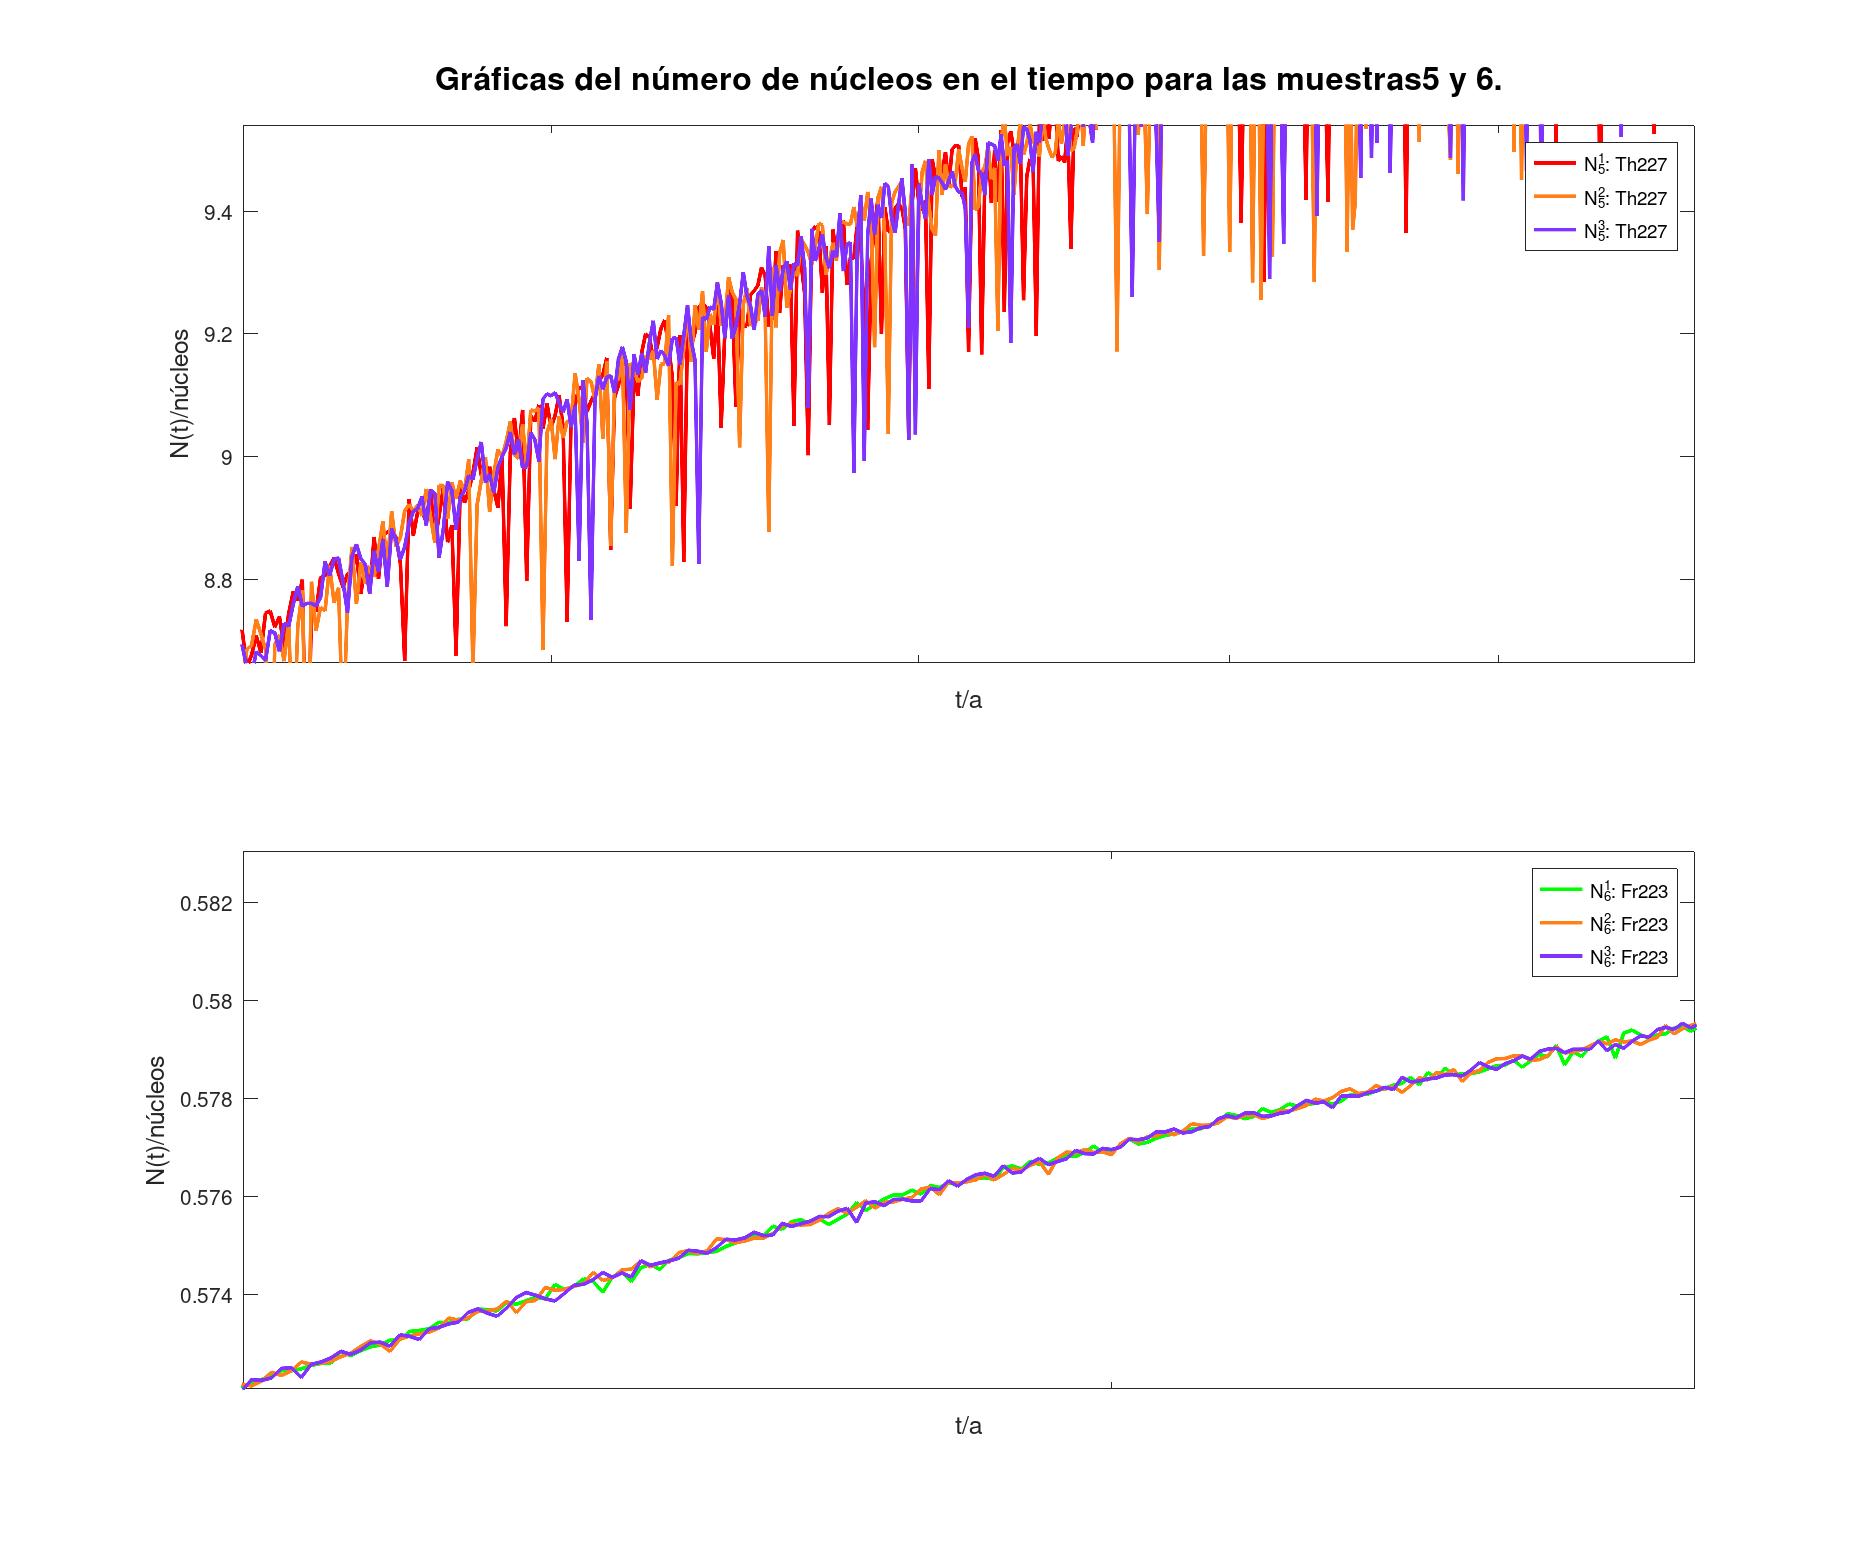 Gráficas del número de núcleos en el tiempo para las muestras5 y 6.
N(t)/núcleos
9.4
9.2
9
8.8
N₅¹: Th227
N₅²: Th227
N₅³: Th227
t/a
N(t)/núcleos
0.582
0.58
0.578
0.576
0.574
N₆¹: Fr223
N₆²: Fr223
N₆³: Fr223
t/a